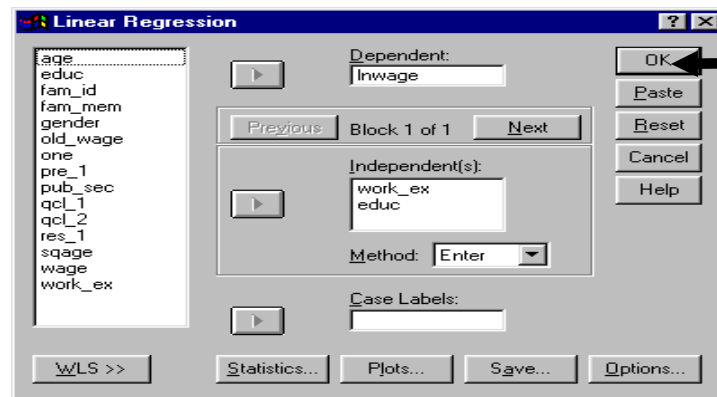 Linear Regression
age
educ
fam_id
fam_mem
gender
old_wage
one
pre_1
pub_sec
qcl_1
qcl_2
res_1
sqage
wage
work_ex
Dependent:
lnwage
Previous
Block 1 of 1
Next
Independent(s):
work_ex
educ
Method:
Enter
Case Labels:
OK
Paste
Reset
Cancel
Help
WLS >>
Statistics...
Plots...
Save...
Options...